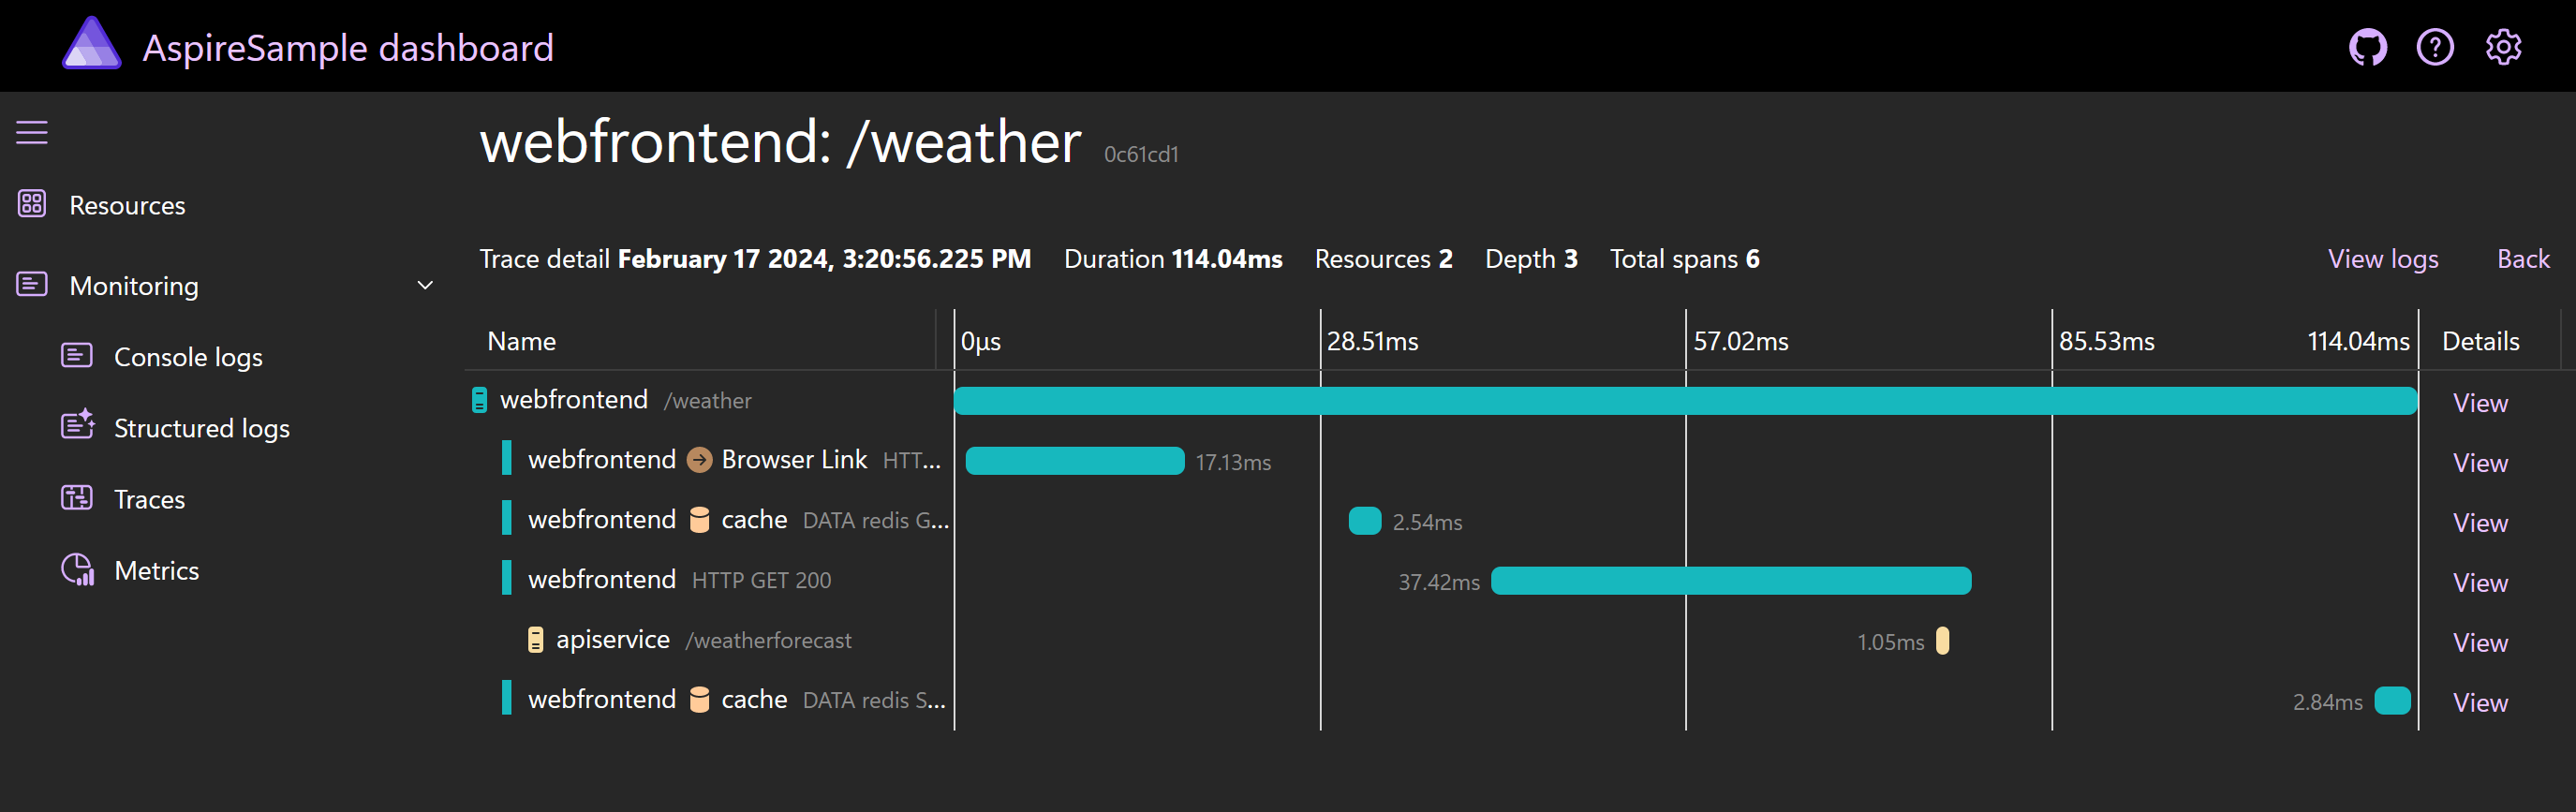 AspireSample dashboard
webfrontend: /weather 0c61cd1
Resources
Monitoring
Console logs
Structured logs
Traces
Metrics
Trace detail February 17 2024, 3:20:56.225 PM Duration 114.04ms Resources 2 Depth 3 Total spans 6 View logs Back
Name 0μs 28.51ms 57.02ms 85.53ms 114.04ms Details
webfrontend /weather View
webfrontend Browser Link HTT... 17.13ms View
webfrontend cache DATA redis G... 2.54ms View
webfrontend HTTP GET 200 37.42ms View
apiservice /weatherforecast 1.05ms View
webfrontend cache DATA redis S... 2.84ms View